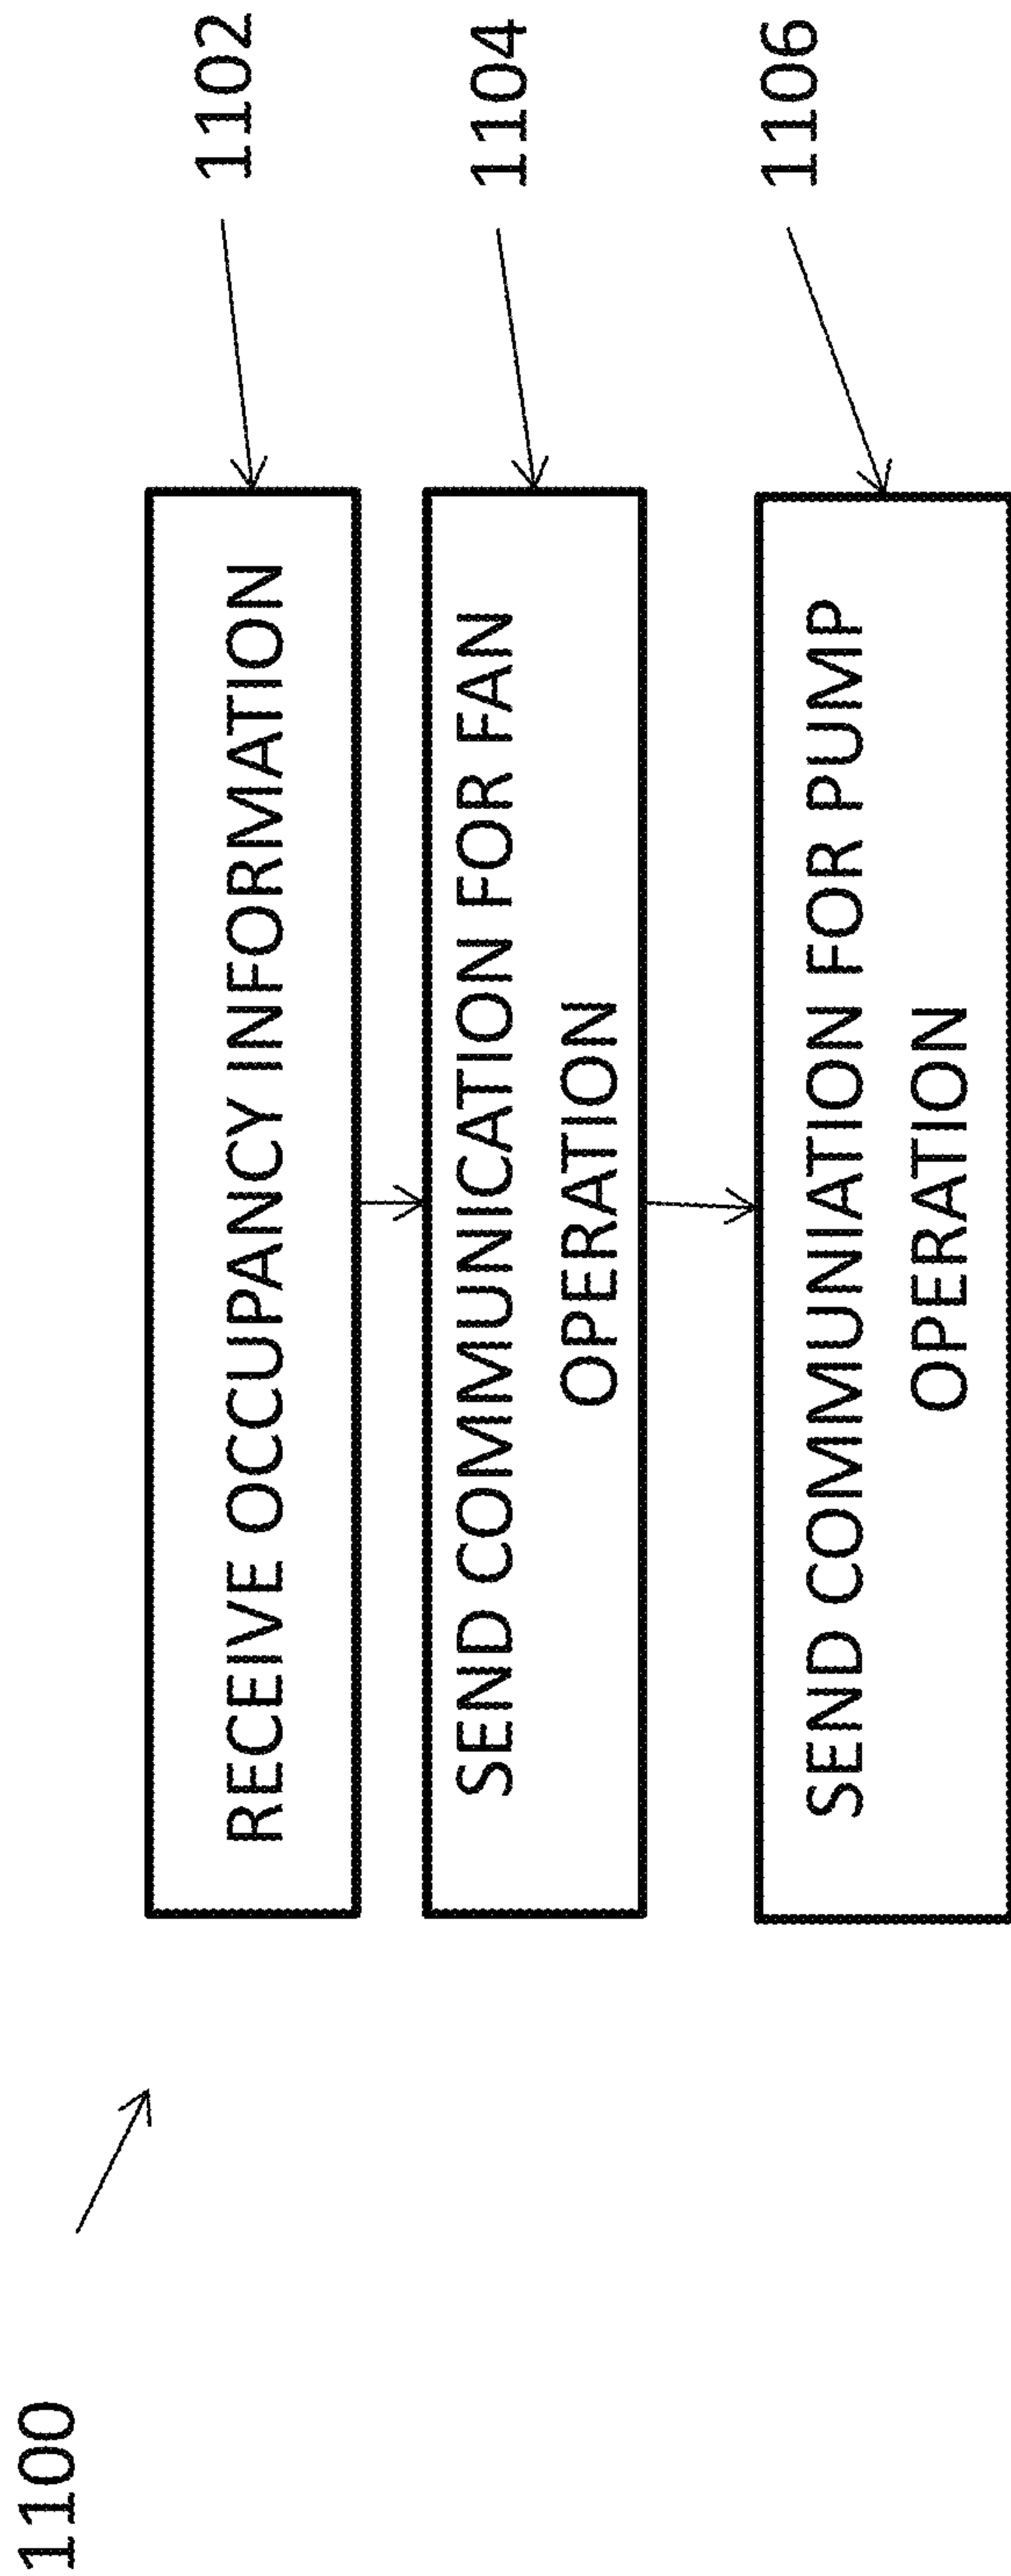 1100
RECEIVE OCCUPANCY INFORMATION
1102
SEND COMMUNICATION FOR FAN
OPERATION
1104
SEND COMMUNIATION FOR PUMP
OPERATION
1106